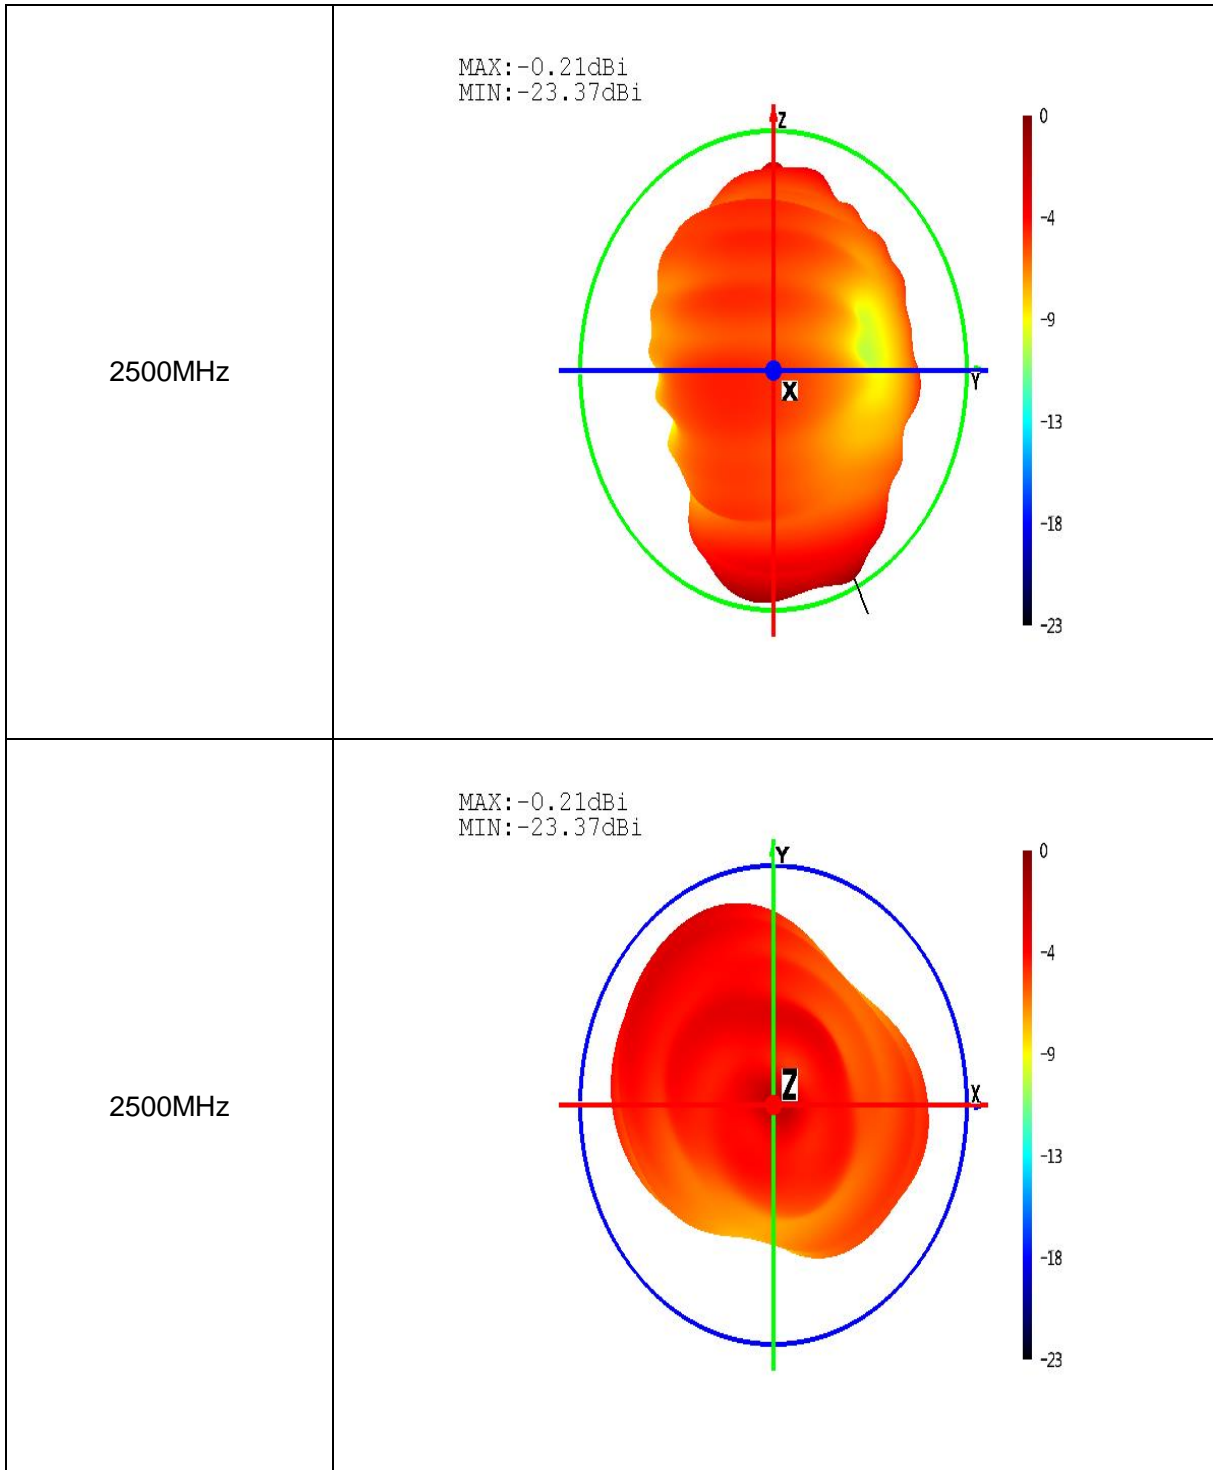 2500MHz
MAX:-0.21dBi
MIN:-23.37dBi
Z
Y
X
0
-4
-9
-13
-18
-23
2500MHz
MAX:-0.21dBi
MIN:-23.37dBi
Y
Z
X
0
-4
-9
-13
-18
-23